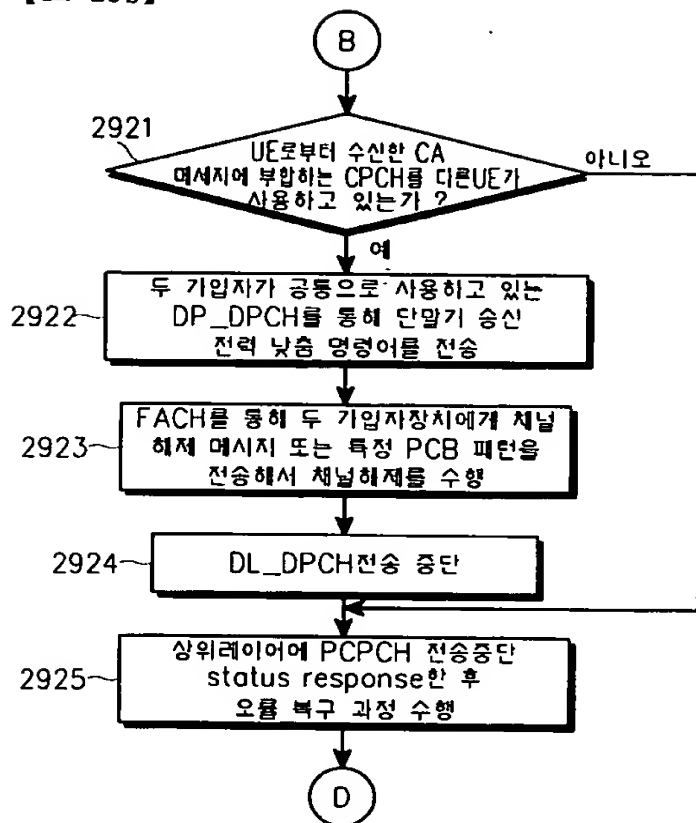 B
2921
UE로부터 수신한 CA
메세지에 부합하는 CPCH를 다른UE가
사용하고 있는가 ?
아니오
예
2922
두 가입자가 공통으로 사용하고 있는
DP_DPCH를 통해 단말기 송신
전력 낮춤 명령어를 전송
2923
FACH를 통해 두 가입자장치에게 채널
해제 메시지 또는 특정 PCB 패턴을
전송해서 채널해제를 수행
2924
DL_DPCH전송 중단
2925
상위레이어에 PCPCH 전송중단
status response한 후
오류 복구 과정 수행
D